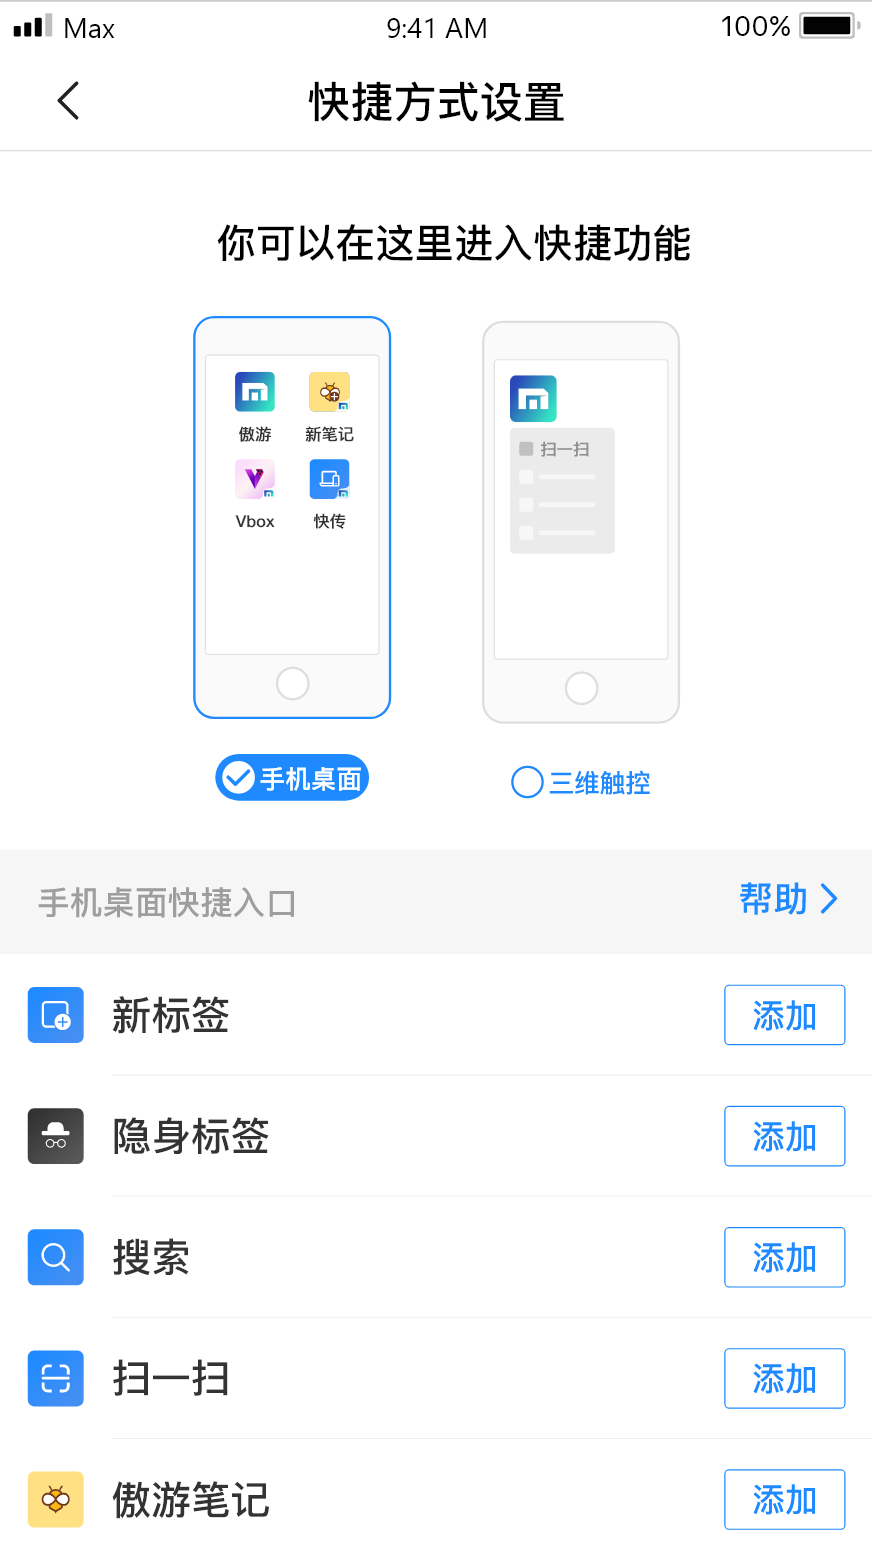 Max 9:41 AM 100%
快捷方式设置
你可以在这里进入快捷功能
傲游 新笔记
Vbox 快传
扫一扫
手机桌面 三维触控
手机桌面快捷入口 帮助
新标签 添加
隐身标签 添加
搜索 添加
扫一扫 添加
傲游笔记 添加